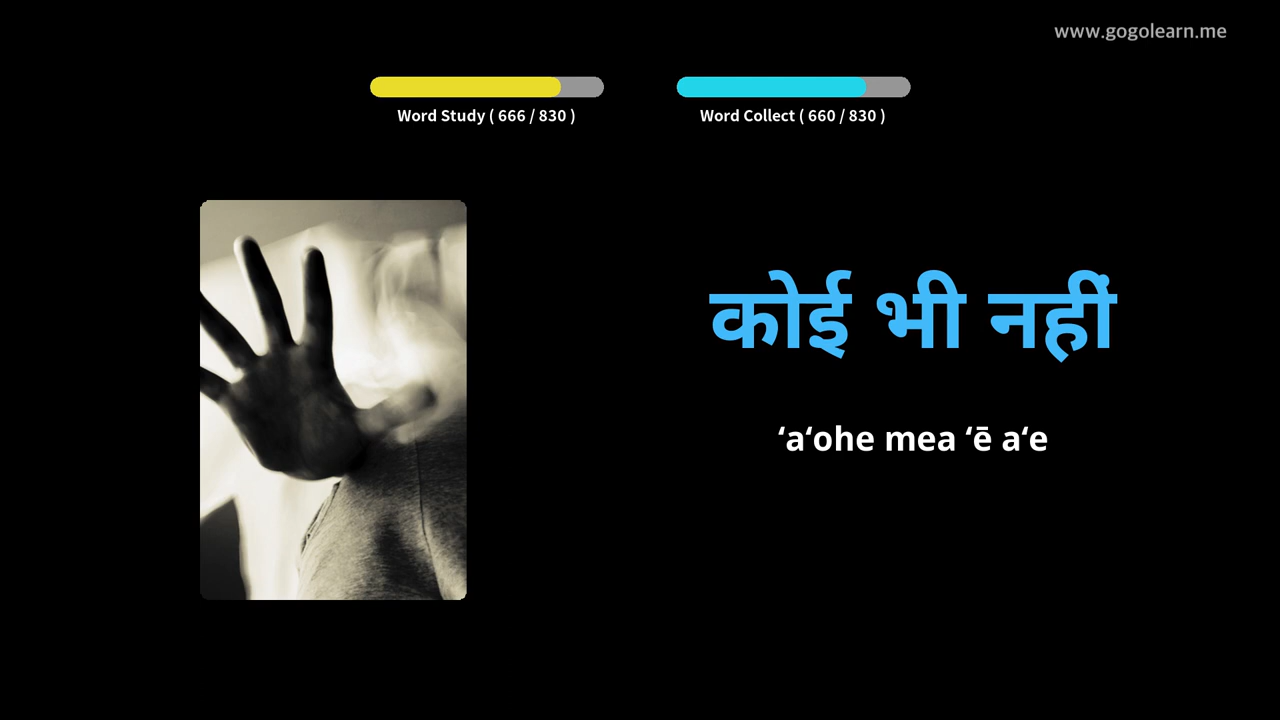 www.gogolearn.me
Word Study ( 666 / 830 )
Word Collect ( 660 / 830 )
कोई भी नहीं
ʻaʻohe mea ʻē aʻe